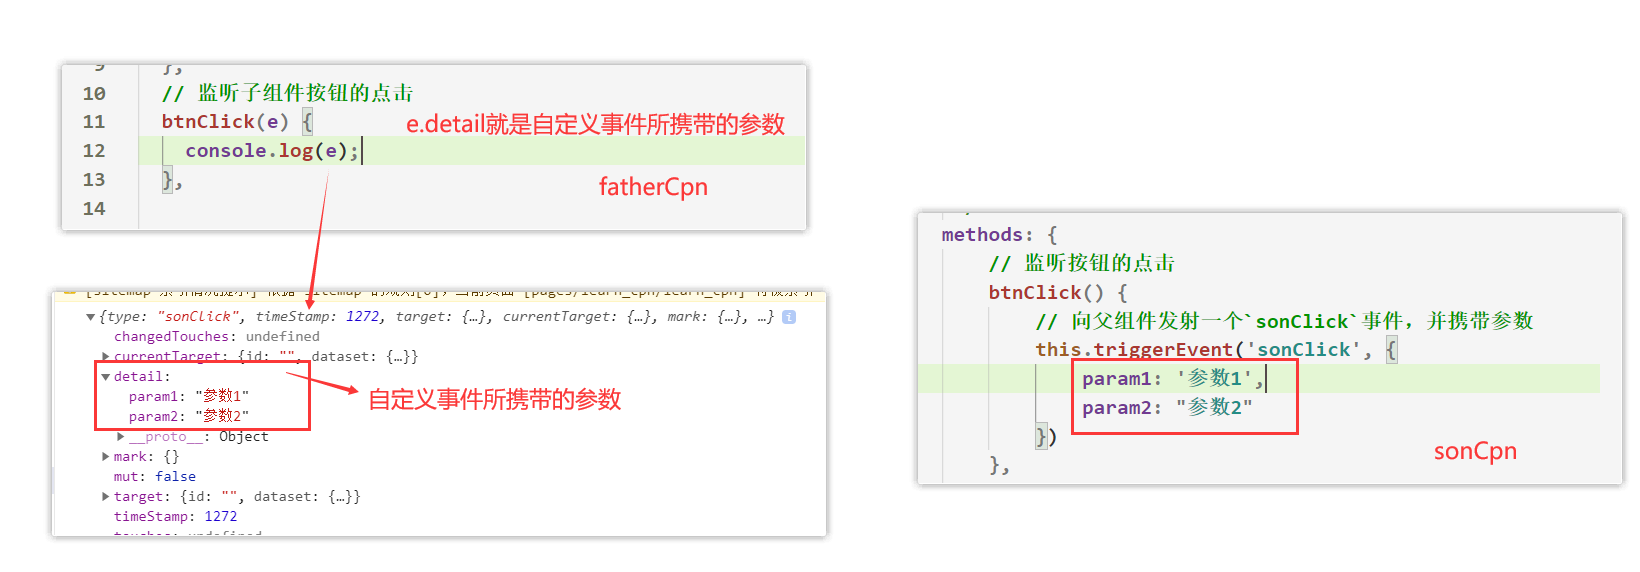 9 },
10 // 监听子组件按钮的点击
11 btnClick(e) {
e.detail就是自定义事件所携带的参数
12 console.log(e);
13 },
fatherCpn
14
▼{type: "sonClick", timeStamp: 1272, target: {…}, currentTarget: {…}, mark: {…}, …} i
changedTouches: undefined
▶currentTarget: {id: "", dataset: {…}}
▼detail:
param1: "参数1"
param2: "参数2"
▶__proto__: Object
▶mark: {}
mut: false
▶target: {id: "", dataset: {…}}
timeStamp: 1272
touches: undefined
自定义事件所携带的参数
methods: {
// 监听按钮的点击
btnClick() {
// 向父组件发射一个`sonClick`事件，并携带参数
this.triggerEvent('sonClick', {
param1: '参数1',
param2: "参数2"
})
},
sonCpn